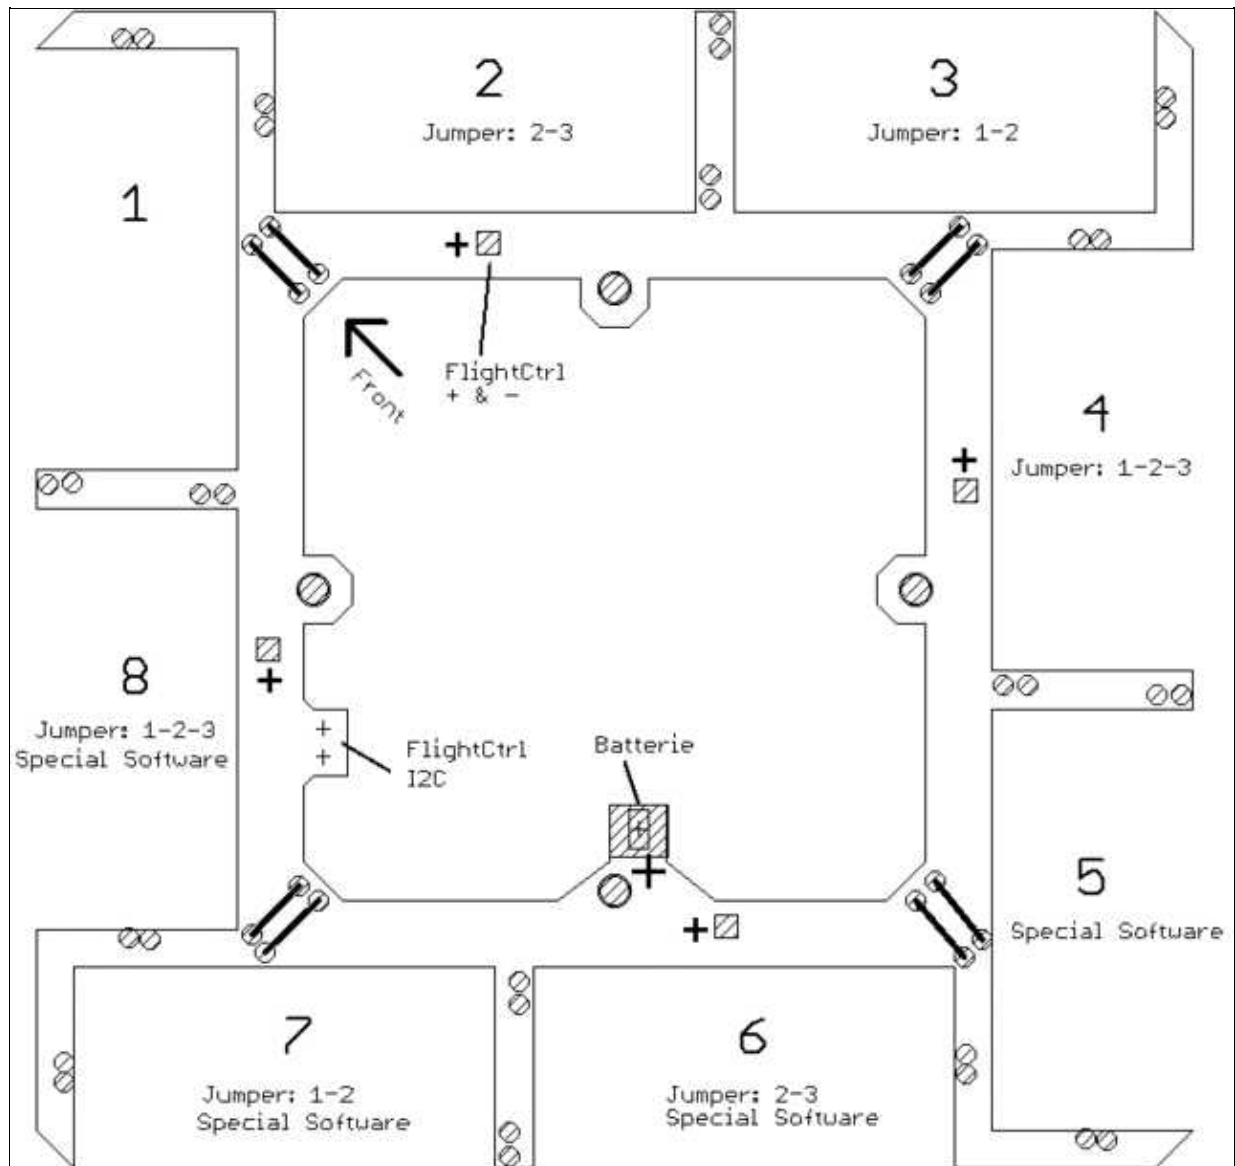 2
Jumper: 2-3
3
Jumper: 1-2
1
+
FlightCtrl
+ & -
Front
4
Jumper: 1-2-3
+
8
Jumper: 1-2-3
Special Software
+
+
+
FlightCtrl
I2C
Batterie
+
+
5
Special Software
+
7
Jumper: 1-2
Special Software
6
Jumper: 2-3
Special Software